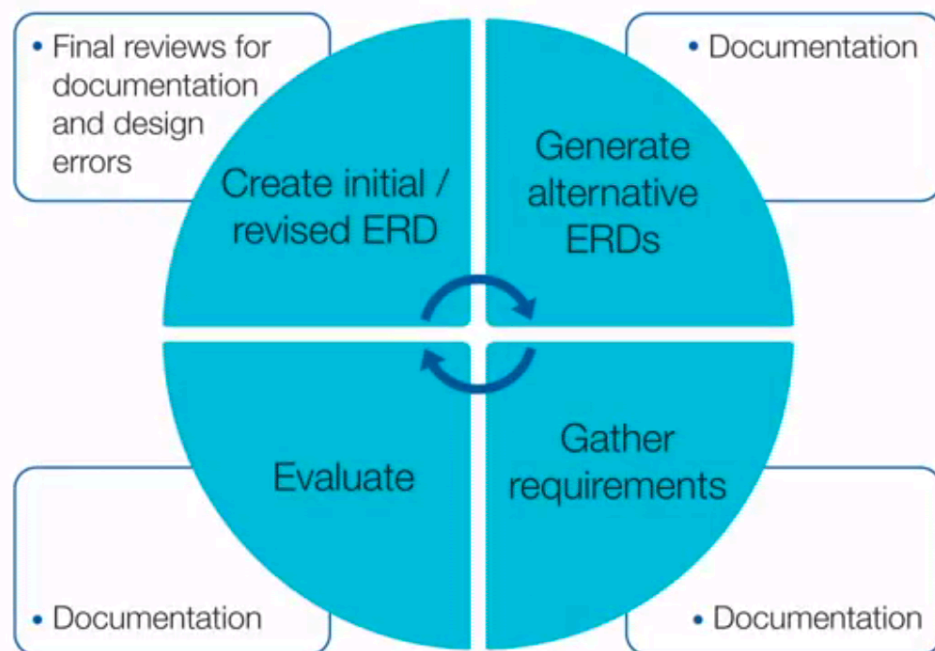 • Final reviews for
documentation
and design
errors
• Documentation
Create initial /
revised ERD
Generate
alternative
ERDs
Evaluate
Gather
requirements
• Documentation
• Documentation